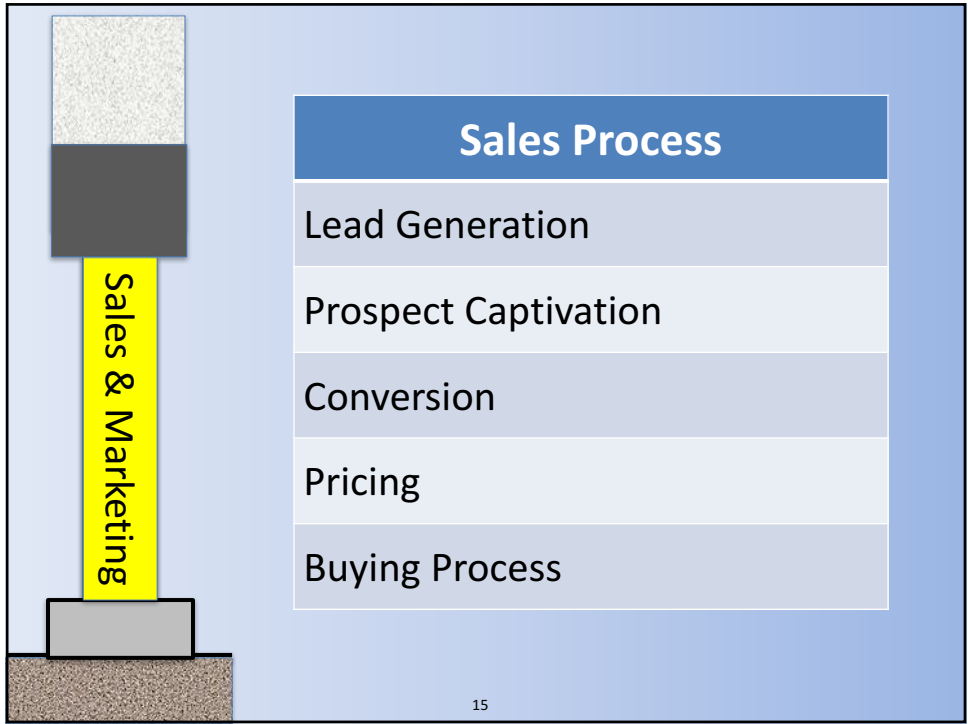 Sales & Marketing
Sales Process
Lead Generation
Prospect Captivation
Conversion
Pricing
Buying Process
15